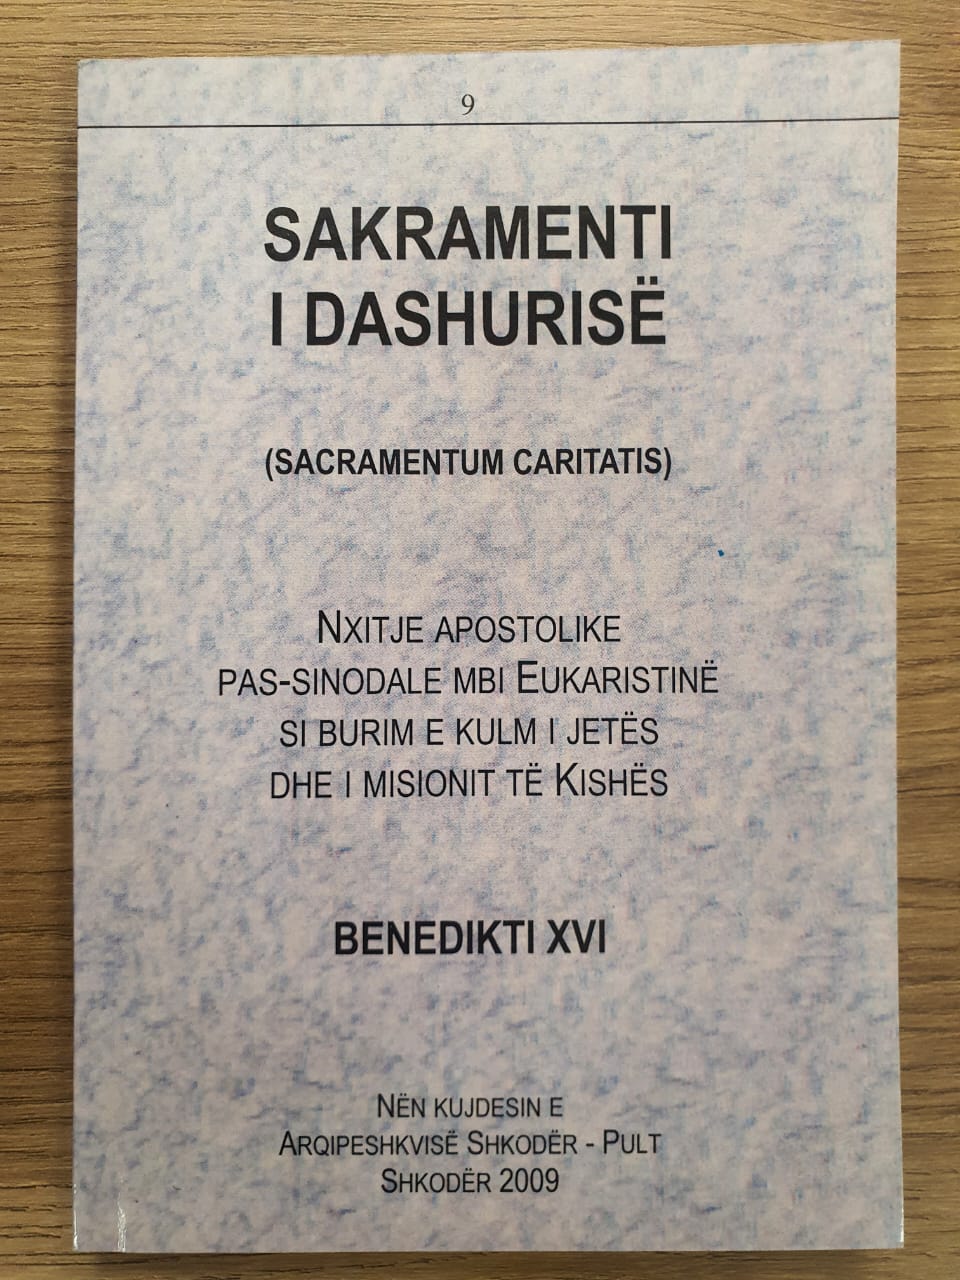 9
SAKRAMENTI
I DASHURISË
(SACRAMENTUM CARITATIS)
NXITJE APOSTOLIKE
PAS-SINODALE MBI EUKARISTINË
SI BURIM E KULM I JETËS
DHE I MISIONIT TË KISHËS
BENEDIKTI XVI
NËN KUJDESIN E
ARQIPESHKVISË SHKODËR - PULT
SHKODËR 2009